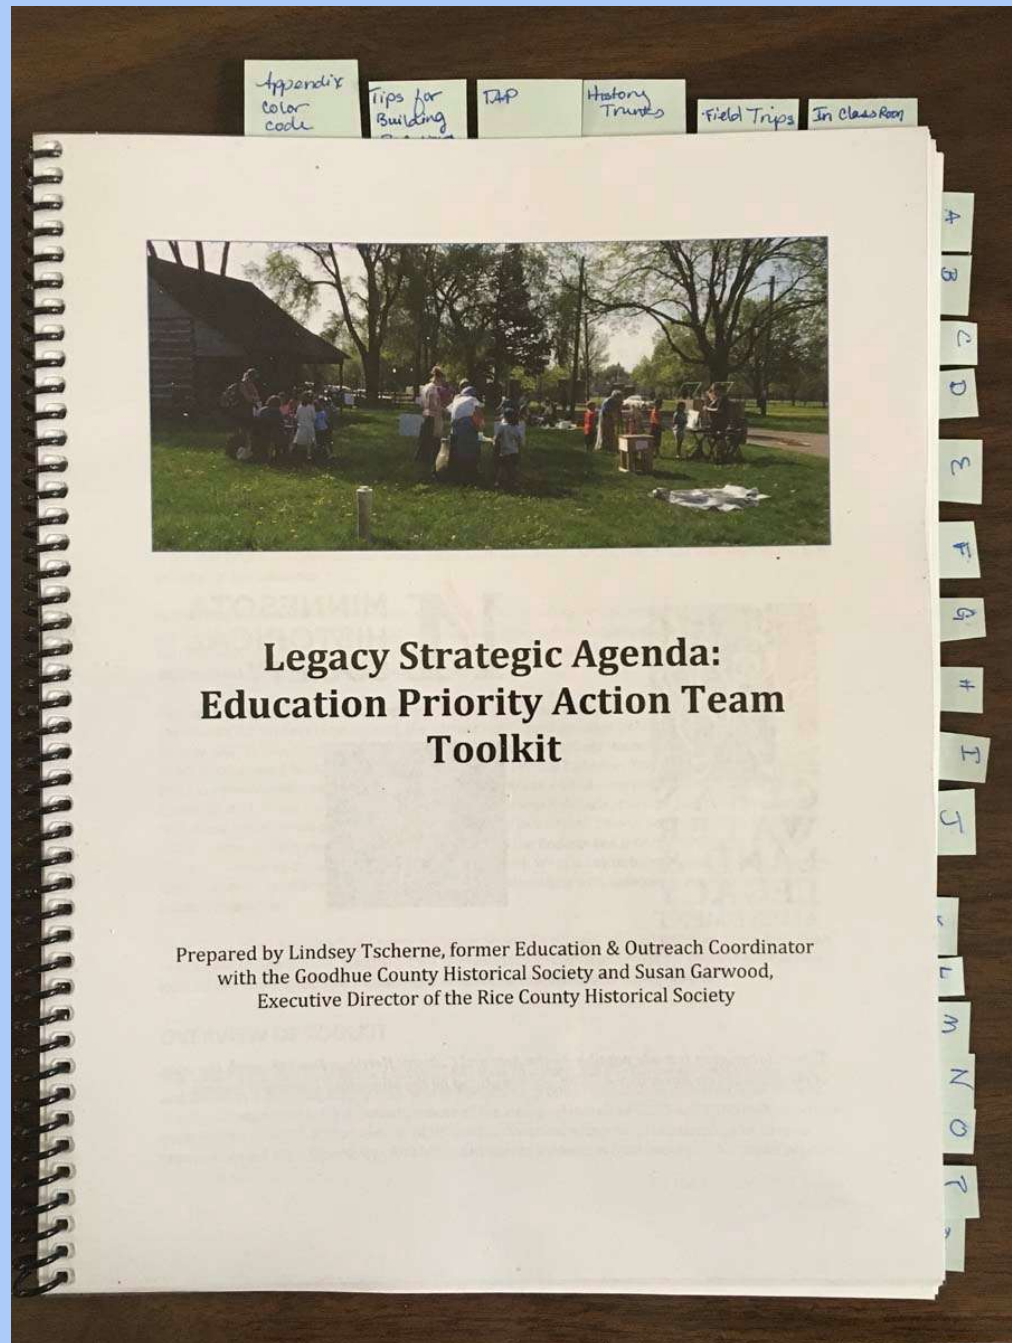 Appendix
color
code
Tips for
Building
TAP
History
Trunks
Field Trips
In ClassRoom
A
B
C
D
E
F
G
H
I
J
L
M
N
O
P
Legacy Strategic Agenda:
Education Priority Action Team
Toolkit
Prepared by Lindsey Tscherne, former Education & Outreach Coordinator
with the Goodhue County Historical Society and Susan Garwood,
Executive Director of the Rice County Historical Society